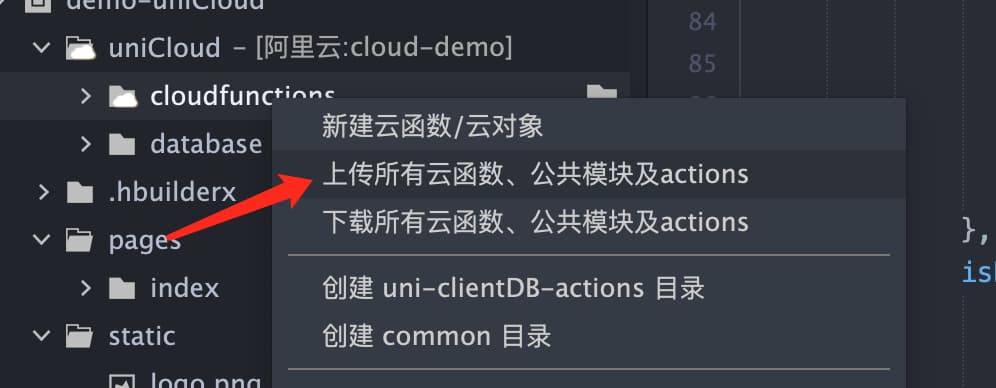 demo-uniCloud
uniCloud - [阿里云:cloud-demo]
cloudfunctions
database
.hbuilderx
pages
index
static
logo.png
新建云函数/云对象
上传所有云函数、公共模块及actions
下载所有云函数、公共模块及actions
创建 uni-clientDB-actions 目录
创建 common 目录
84
85
},